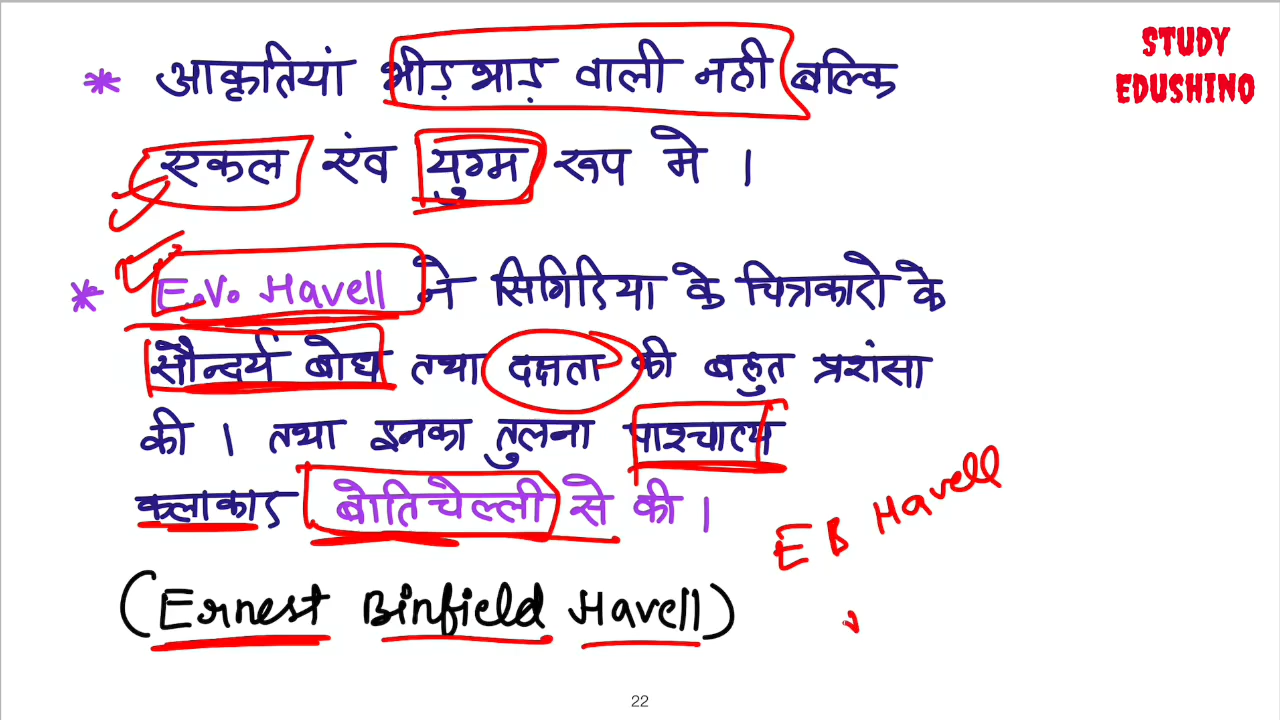 STUDY
EDUSHINO
* आकृतियां भीड़ भाड़ वाली नही बल्कि
एकल एंव युग्म रूप मे ।
* E.V. Havell ने सिगिरिया के चित्रकारो के
सौन्दर्य बोध तथा दक्षता की बहुत प्रशंसा
की । तथा इनका तुलना पाश्चात्य
कलाकार बोतिचेल्ली से की ।
E B Havell
(Ernest Binfield Havell)
22